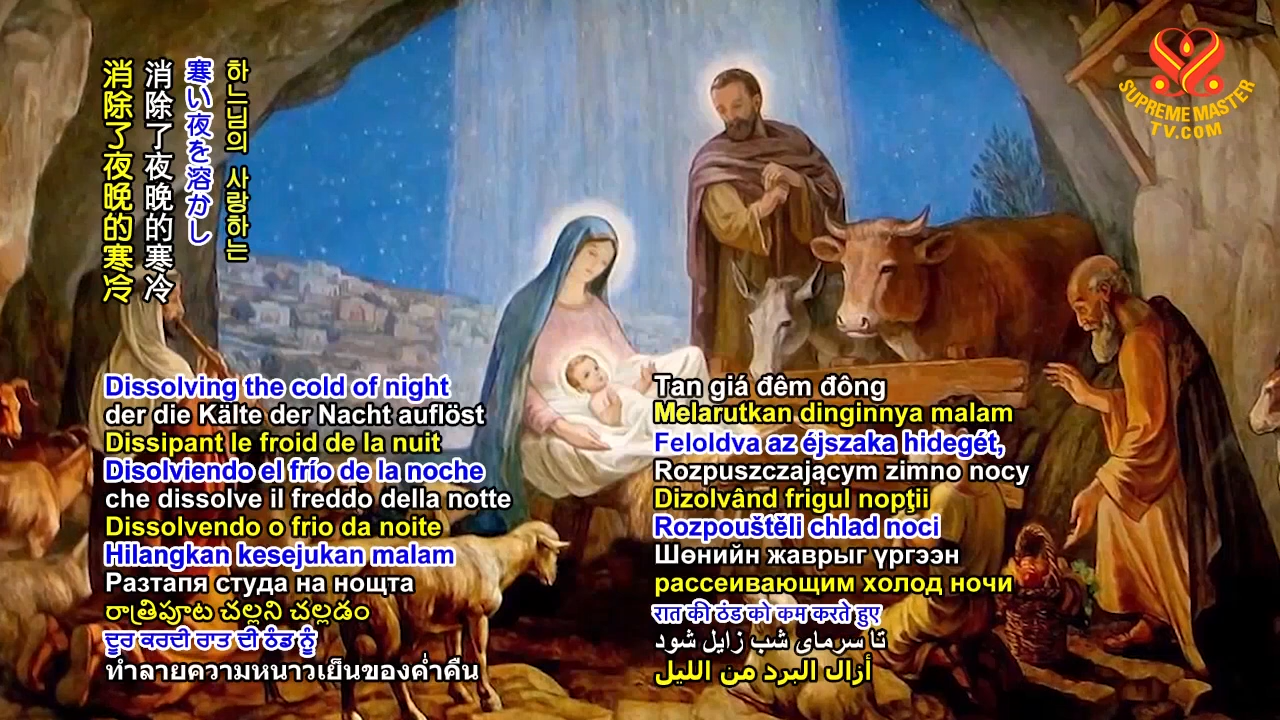 하느님의 사랑하는
寒い夜を溶かし
消除了夜晚的寒冷
消除了夜晚的寒冷
SUPREME MASTER
TV.COM
Dissolving the cold of night
der die Kälte der Nacht auflöst
Dissipant le froid de la nuit
Disolviendo el frío de la noche
che dissolve il freddo della notte
Dissolvendo o frio da noite
Hilangkan kesejukan malam
Разтапя студа на нощта
రాత్రిపూట చల్లని చల్లడం
ਦੂਰ ਕਰਦੀ ਰਾਤ ਦੀ ਠੰਡ ਨੂੰ
ทำลายความหนาวเย็นของค่ำคืน
Tan giá đêm đông
Melarutkan dinginnya malam
Feloldva az éjszaka hidegét,
Rozpuszczającym zimno nocy
Dizolvând frigul nopţii
Rozpouštěli chlad noci
Шөнийн жаврыг үргээн
рассеивающим холод ночи
रात की ठंड को कम करते हुए
تا سرمای شب زایل شود
أزال البرد من الليل